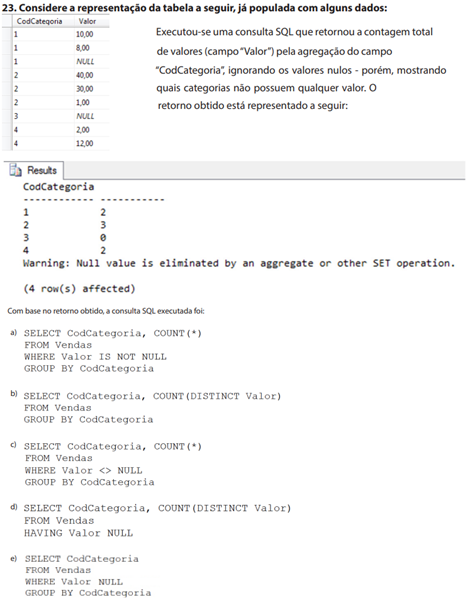 23. Considere a representação da tabela a seguir, já populada com alguns dados:
CodCategoria Valor
1 10,00
1 8,00
1 NULL
2 40,00
2 30,00
2 1,00
3 NULL
4 2,00
4 12,00
Executou-se uma consulta SQL que retornou a contagem total
de valores (campo "Valor") pela agregação do campo
"CodCategoria", ignorando os valores nulos - porém, mostrando
quais categorias não possuem qualquer valor. O
retorno obtido está representado a seguir:
Results
CodCategoria
------------ -----------
1 2
2 3
3 0
4 2
Warning: Null value is eliminated by an aggregate or other SET operation.
(4 row(s) affected)
Com base no retorno obtido, a consulta SQL executada foi:
a) SELECT CodCategoria, COUNT(*)
FROM Vendas
WHERE Valor IS NOT NULL
GROUP BY CodCategoria
b) SELECT CodCategoria, COUNT(DISTINCT Valor)
FROM Vendas
GROUP BY CodCategoria
c) SELECT CodCategoria, COUNT(*)
FROM Vendas
WHERE Valor <> NULL
GROUP BY CodCategoria
d) SELECT CodCategoria, COUNT(DISTINCT Valor)
FROM Vendas
HAVING Valor NULL
e) SELECT CodCategoria
FROM Vendas
WHERE Valor NULL
GROUP BY CodCategoria